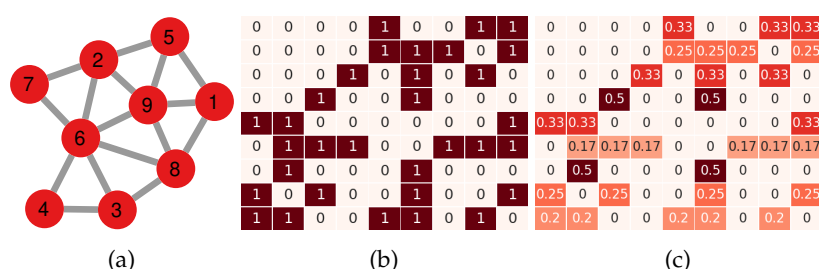 5
2
7
9
1
6
8
4
3
(a)
0 0 0 0 1 0 0 1 1
0 0 0 0 1 1 1 0 1
0 0 0 1 0 1 0 1 0
0 0 1 0 0 1 0 0 0
1 1 0 0 0 0 0 0 1
0 1 1 1 0 0 1 1 1
0 1 0 0 0 1 0 0 0
1 0 1 0 0 1 0 0 1
1 1 0 0 1 1 0 1 0
(b)
0 0 0 0 0.33 0 0 0.33 0.33
0 0 0 0 0.25 0.25 0.25 0 0.25
0 0 0 0.33 0 0.33 0 0.33 0
0 0 0.5 0 0 0.5 0 0 0
0.33 0.33 0 0 0 0 0 0 0.33
0 0.17 0.17 0.17 0 0 0.17 0.17 0.17
0 0.5 0 0 0 0.5 0 0 0
0.25 0 0.25 0 0 0.25 0 0 0.25
0.2 0.2 0 0 0.2 0.2 0 0.2 0
(c)